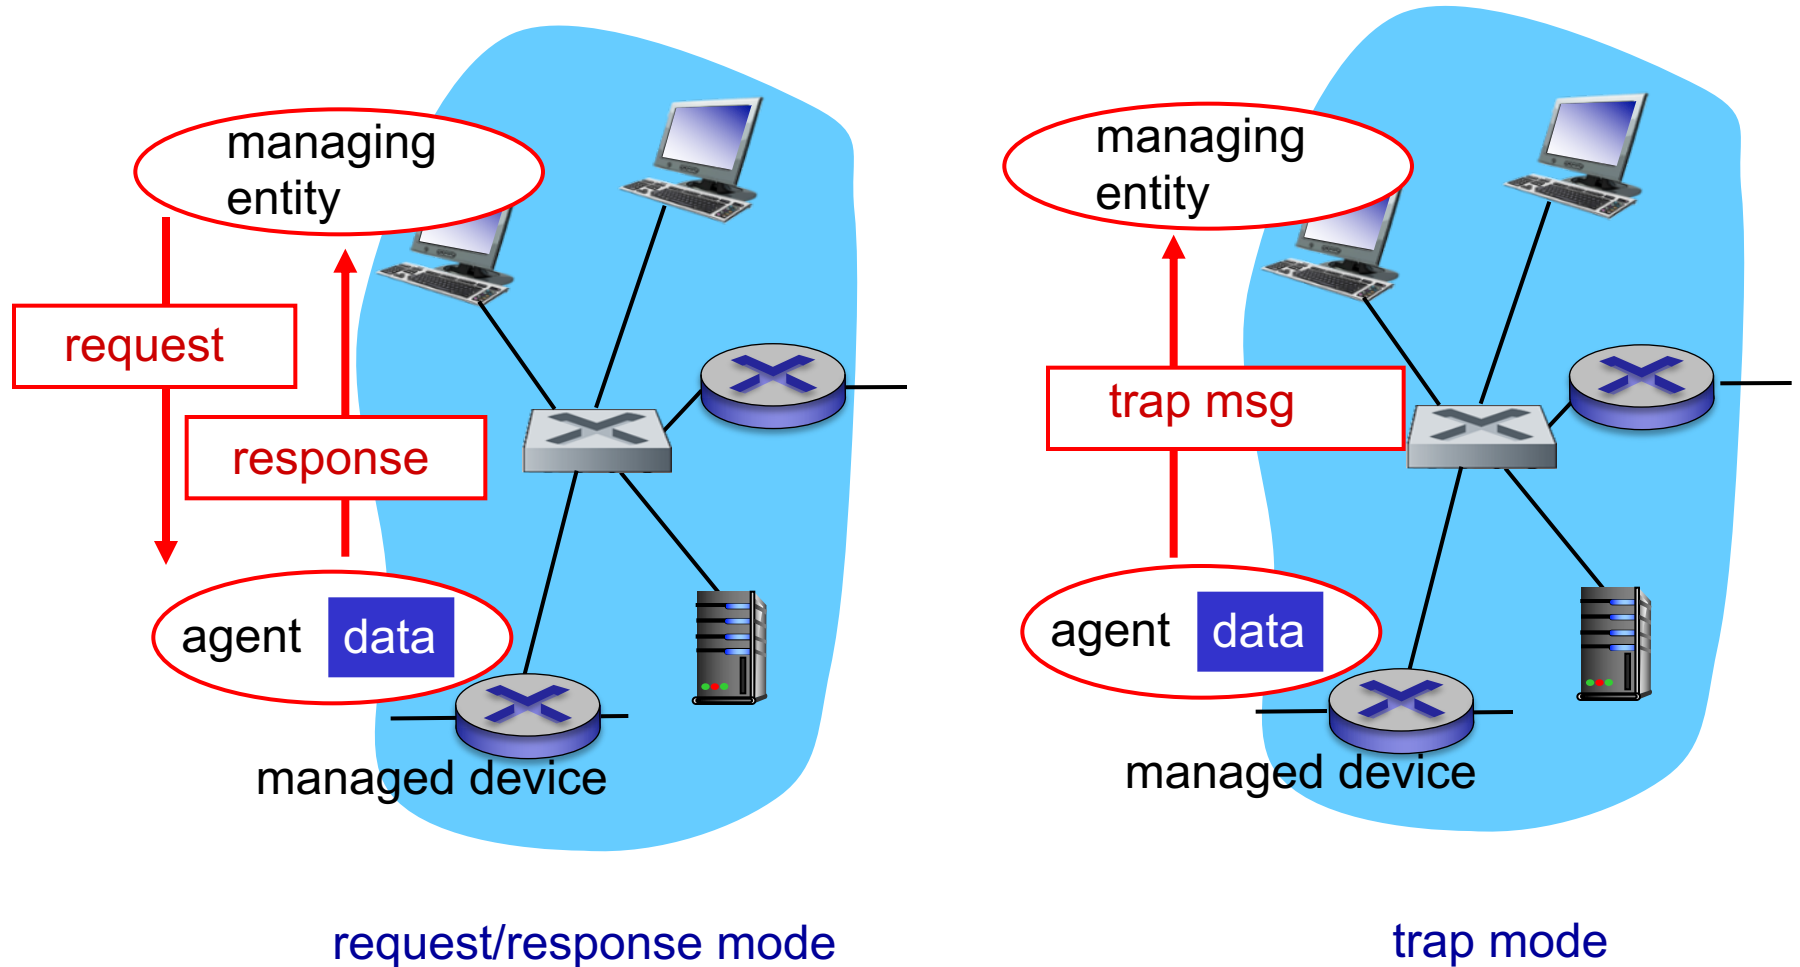 managing
entity
request
response
agent
data
managed device
request/response mode
managing
entity
trap msg
agent
data
managed device
trap mode